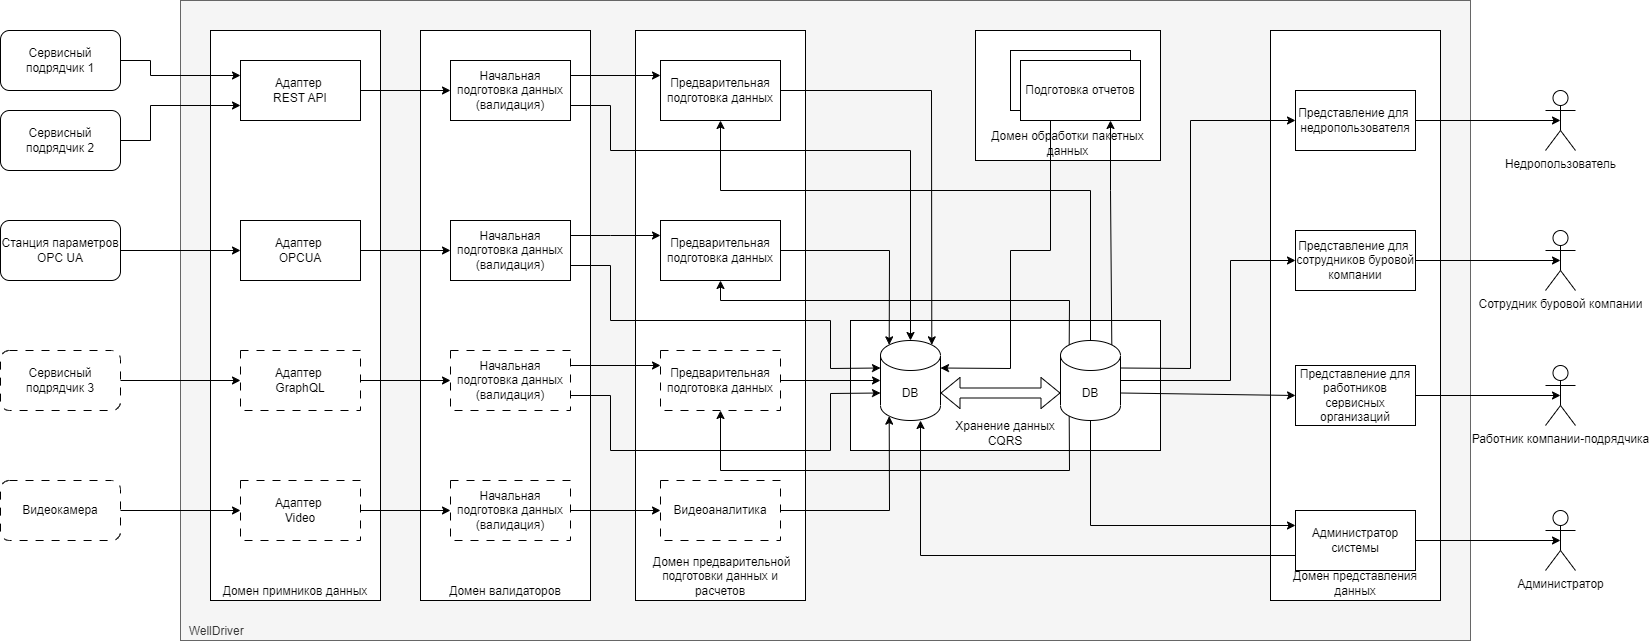 Сервисный
подрядчик 1
Сервисный
подрядчик 2
Станция параметров
OPC UA
Сервисный
подрядчик 3
Видеокамера
Адаптер
REST API
Адаптер
OPCUA
Адаптер
GraphQL
Адаптер
Video
Домен примников данных
Начальная
подготовка данных
(валидация)
Начальная
подготовка данных
(валидация)
Начальная
подготовка данных
(валидация)
Начальная
подготовка данных
(валидация)
Домен валидаторов
Предварительная
подготовка данных
Предварительная
подготовка данных
Предварительная
подготовка данных
Видеоаналитика
Домен предварительной
подготовки данных и
расчетов
Подготовка отчетов
Домен обработки пакетных
данных
DB
DB
Хранение данных
CQRS
Представление для
недропользователя
Представление для
сотрудников буровой
компании
Представление для
работников
сервисных
организаций
Администратор
системы
Домен представления
данных
Недропользователь
Сотрудник буровой компании
Работник компании-подрядчика
Администратор
WellDriver